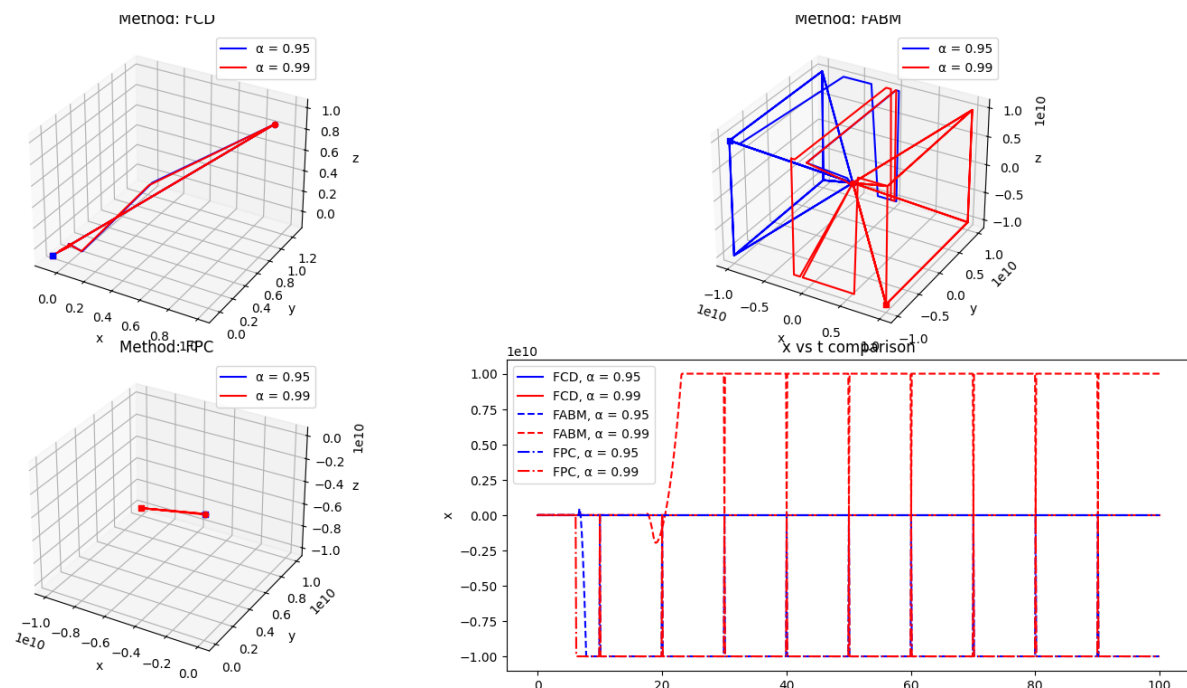 Method: FCD
α = 0.95
α = 0.99
1.0
0.8
0.6
0.4
0.2
0.0
z
0.0
0.2
0.4
0.6
0.8
x
0.0
0.2
0.4
0.6
0.8
1.0
1.2
y
Method: FABM
α = 0.95
α = 0.99
1e10
1.0
0.5
0.0
−0.5
−1.0
z
−1.0
−0.5
0.0
0.5
1.0
1e10
x
−1.0
−0.5
0.0
0.5
1.0
1e10
y
Method: FPC
α = 0.95
α = 0.99
1e10
0.0
−0.2
−0.4
−0.6
−0.8
−1.0
z
−1.0
−0.8
−0.6
−0.4
−0.2
0.0
1e10
x
0.0
0.2
0.4
0.6
0.8
1.0
1e10
y
x vs t comparison
1e10
FCD, α = 0.95
FCD, α = 0.99
FABM, α = 0.95
FABM, α = 0.99
FPC, α = 0.95
FPC, α = 0.99
1.00
0.75
0.50
0.25
0.00
−0.25
−0.50
−0.75
−1.00
x
0
20
40
60
80
100